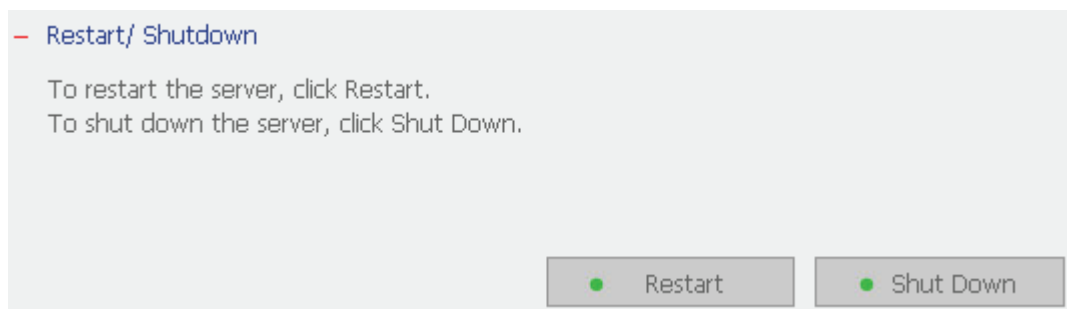 Restart/ Shutdown
To restart the server, click Restart.
To shut down the server, click Shut Down.
Restart
Shut Down